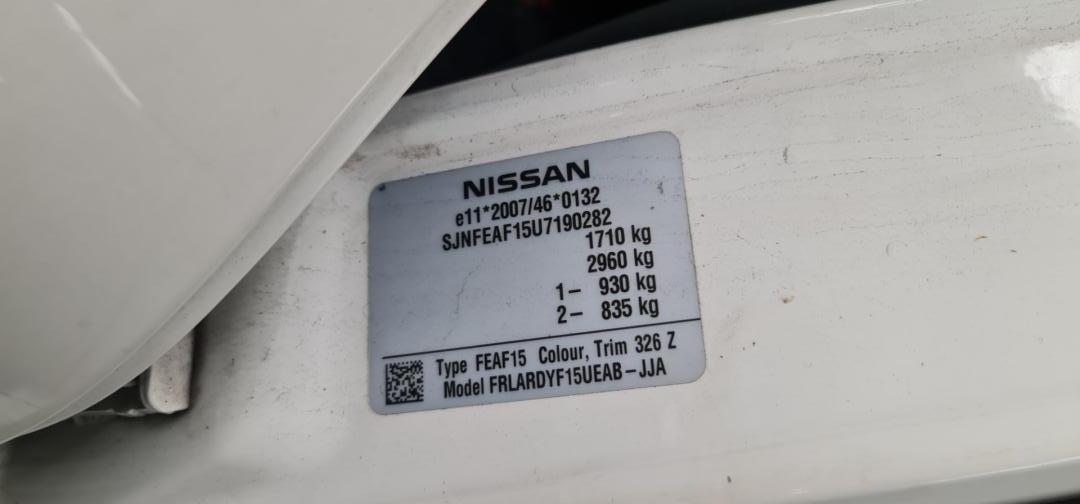 NISSAN
e11*2007/46*0132
SJNFEAF15U7190282
1710 kg
2960 kg
1– 930 kg
2– 835 kg
Type FEAF15 Colour, Trim 326 Z
Model FRLARDYF15UEAB–JJA